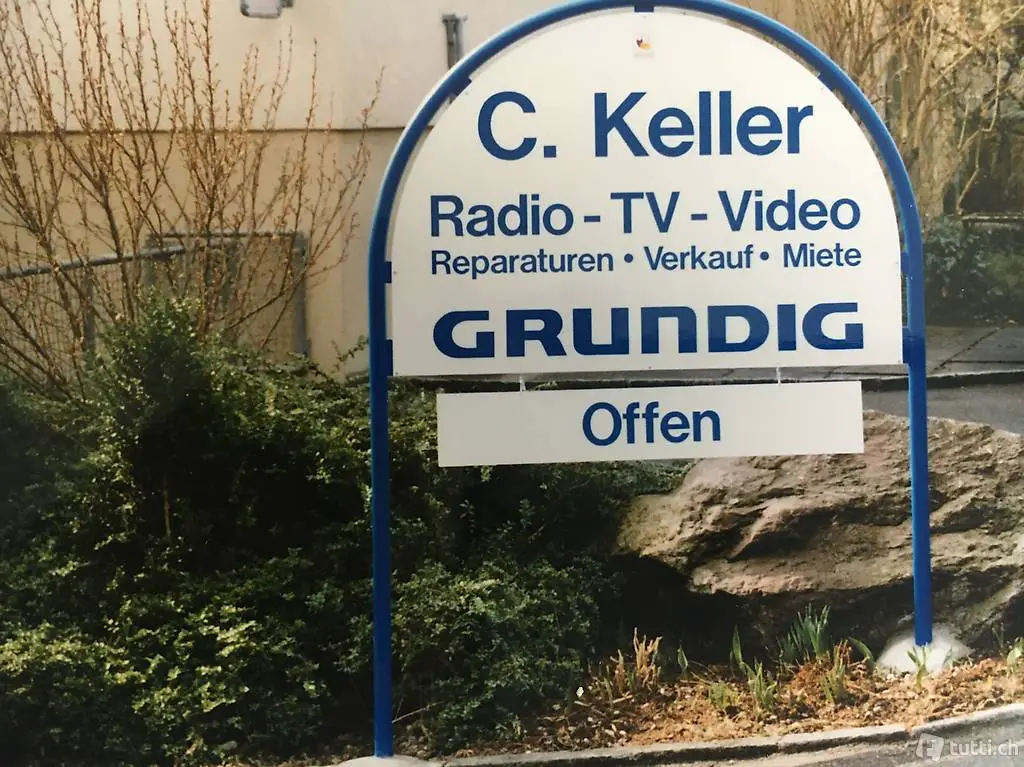 C. Keller
Radio - TV - Video
Reparaturen • Verkauf • Miete
GRUNDIG
Offen
tutti.ch